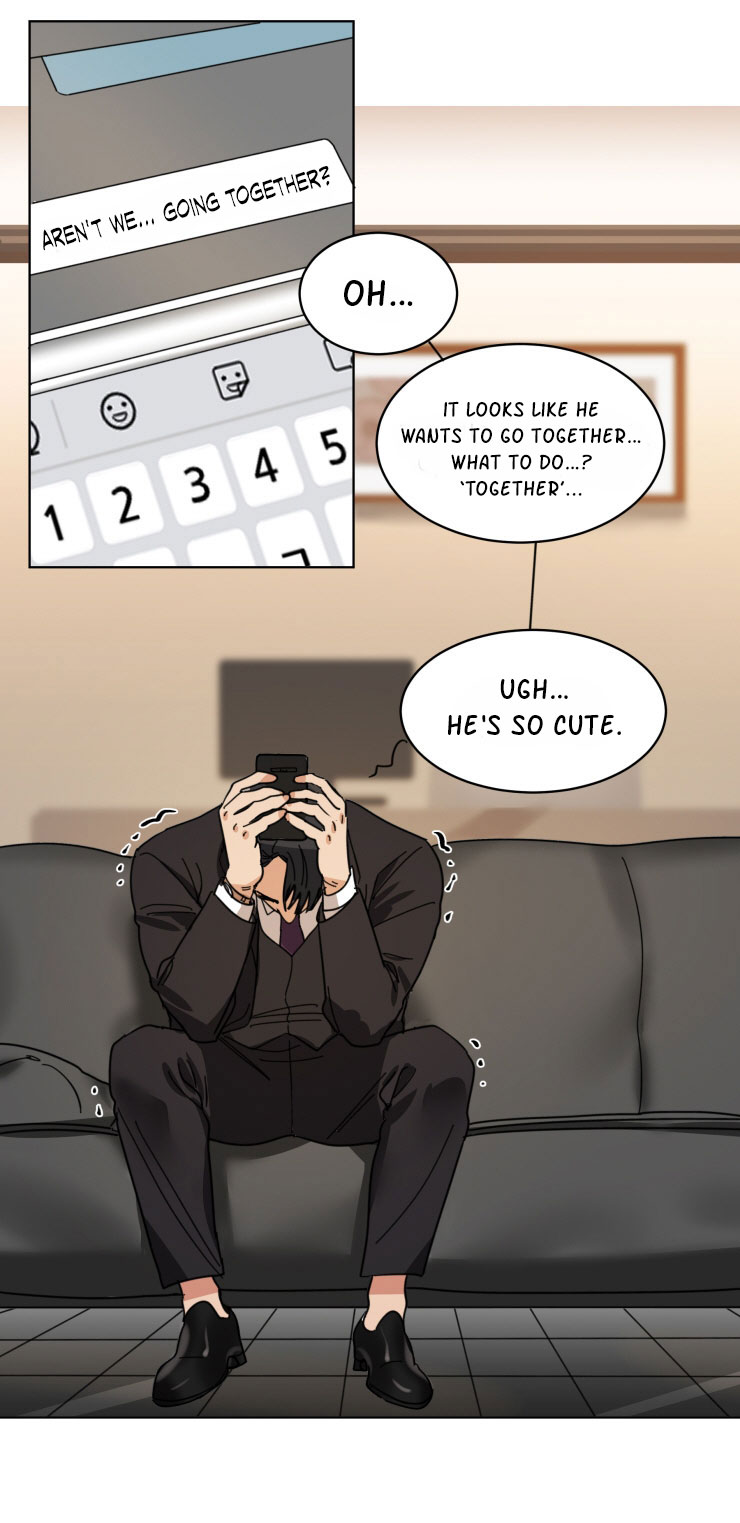 AREN'T WE... GOING TOGETHER?
OH...
IT LOOKS LIKE HE
WANTS TO GO TOGETHER...
WHAT TO DO...?
'TOGETHER'...
UGH...
HE'S SO CUTE.
1 2 3 4 5